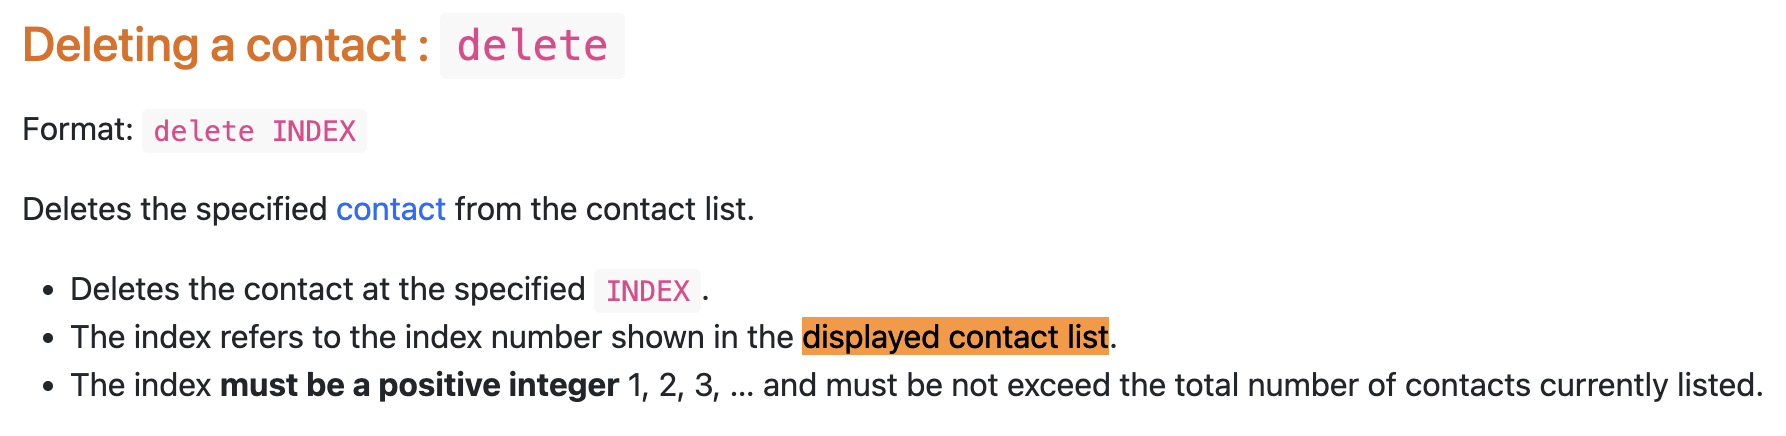 Deleting a contact : delete
Format: delete INDEX
Deletes the specified contact from the contact list.
• Deletes the contact at the specified INDEX .
• The index refers to the index number shown in the displayed contact list.
• The index must be a positive integer 1, 2, 3, … and must be not exceed the total number of contacts currently listed.